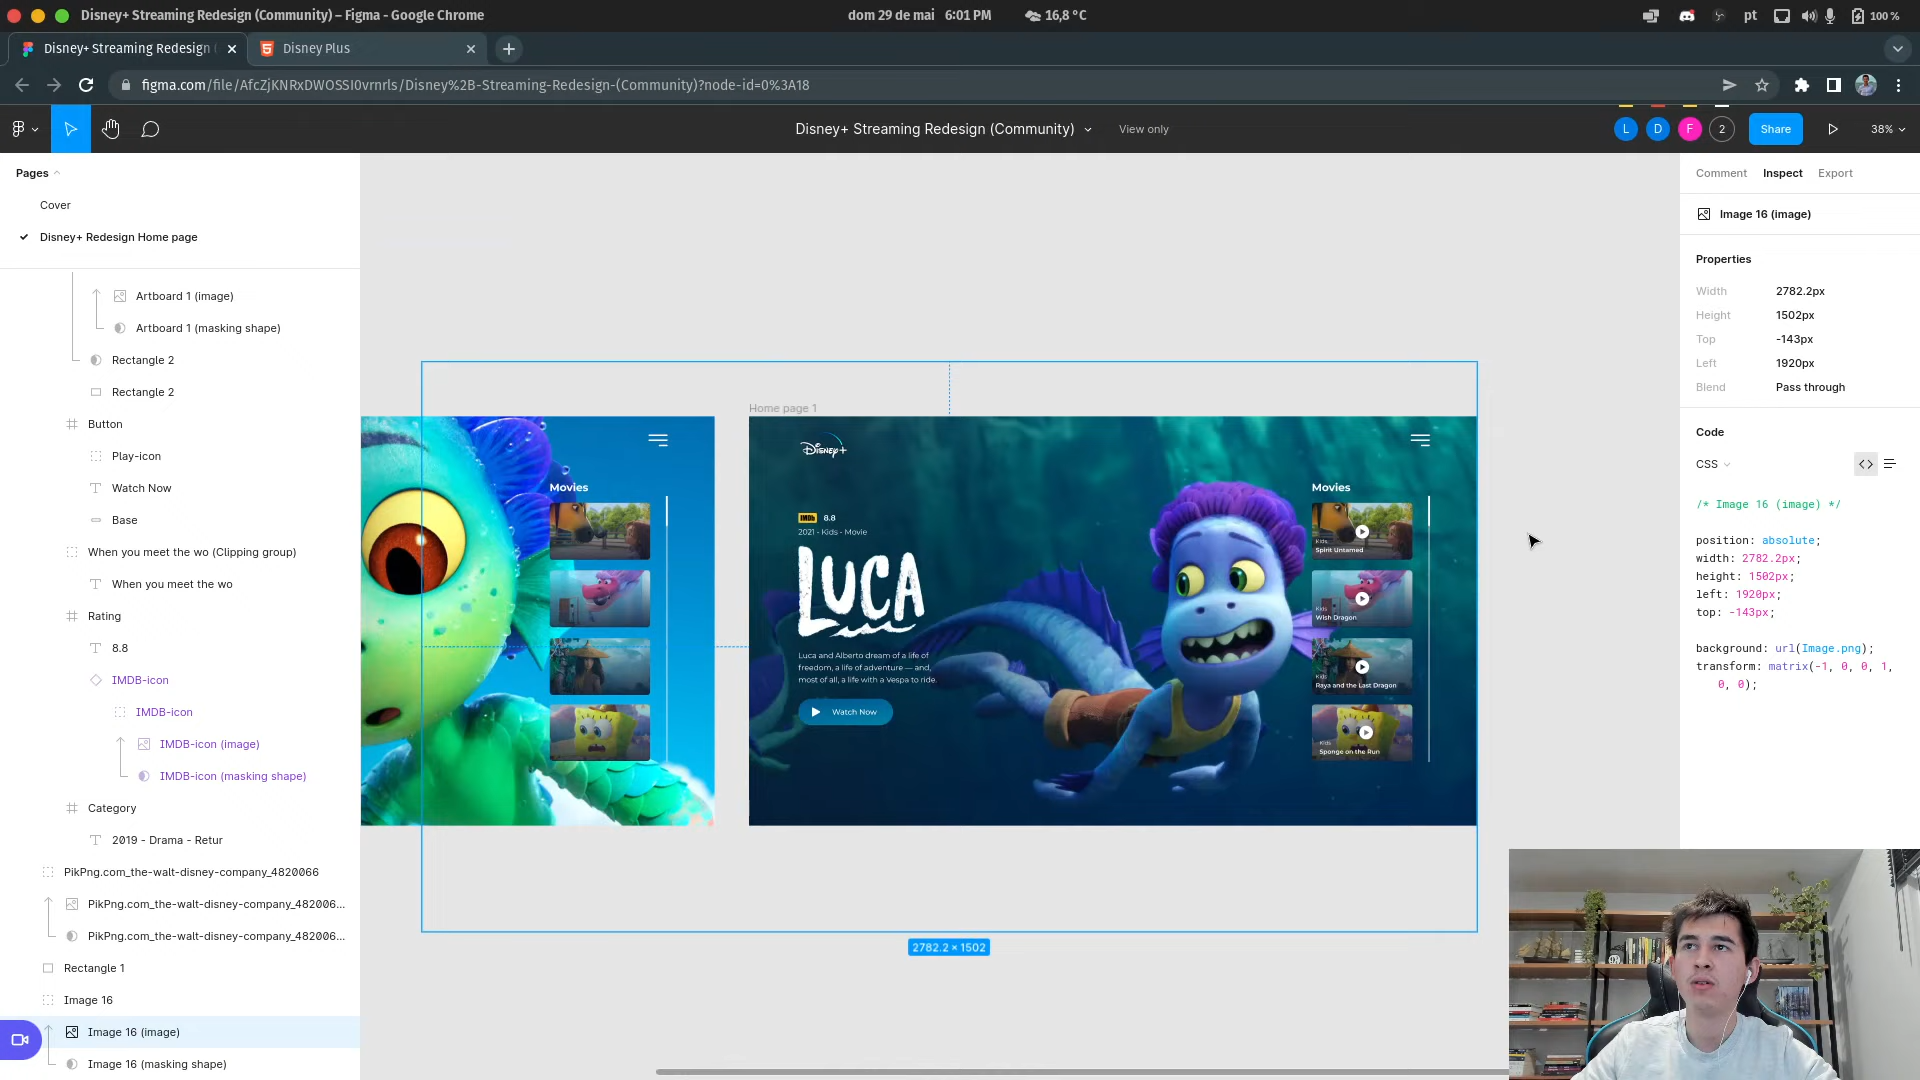 Disney+ Streaming Redesign (Community) – Figma - Google Chrome
dom 29 de mai 6:01 PM
16,8 °C
pt
100 %
Disney+ Streaming Redesign (
Disney Plus
figma.com/file/AfcZjKNRxDWOSSI0vrnrls/Disney%2B-Streaming-Redesign-(Community)?node-id=0%3A18
Disney+ Streaming Redesign (Community)
View only
L
D
F
2
Share
38%
Pages
Cover
Disney+ Redesign Home page
Artboard 1 (image)
Artboard 1 (masking shape)
Rectangle 2
Rectangle 2
Button
Play-icon
Watch Now
Base
When you meet the wo (Clipping group)
When you meet the wo
Rating
8.8
IMDB-icon
IMDB-icon
IMDB-icon (image)
IMDB-icon (masking shape)
Category
2019 - Drama - Retur
PikPng.com_the-walt-disney-company_4820066
PikPng.com_the-walt-disney-company_482006...
PikPng.com_the-walt-disney-company_482006...
Rectangle 1
Image 16
Image 16 (image)
Image 16 (masking shape)
Movies
Home page 1
Disney+
IMDb 8.8
2021 - Kids - Movie
LUCA
Luca and Alberto dream of a life of
freedom, a life of adventure — and,
most of all, a life with a Vespa to ride.
Watch Now
Movies
Kids
Spirit Untamed
Kids
Wish Dragon
Kids
Raya and the Last Dragon
Kids
Sponge on the Run
2782.2 × 1502
Comment
Inspect
Export
Image 16 (image)
Properties
Width 2782.2px
Height 1502px
Top -143px
Left 1920px
Blend Pass through
Code
CSS
/* Image 16 (image) */
position: absolute;
width: 2782.2px;
height: 1502px;
left: 1920px;
top: -143px;
background: url(Image.png);
transform: matrix(-1, 0, 0, 1,
0, 0);